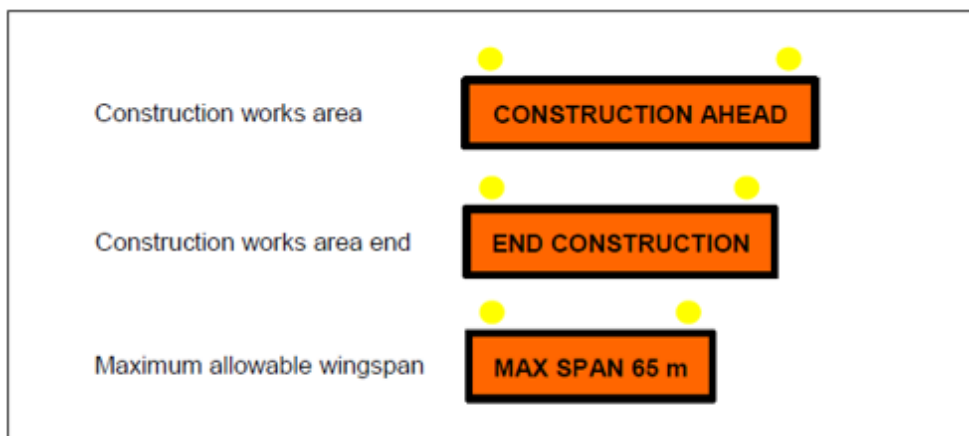 Construction works area
CONSTRUCTION AHEAD
Construction works area end
END CONSTRUCTION
Maximum allowable wingspan
MAX SPAN 65 m